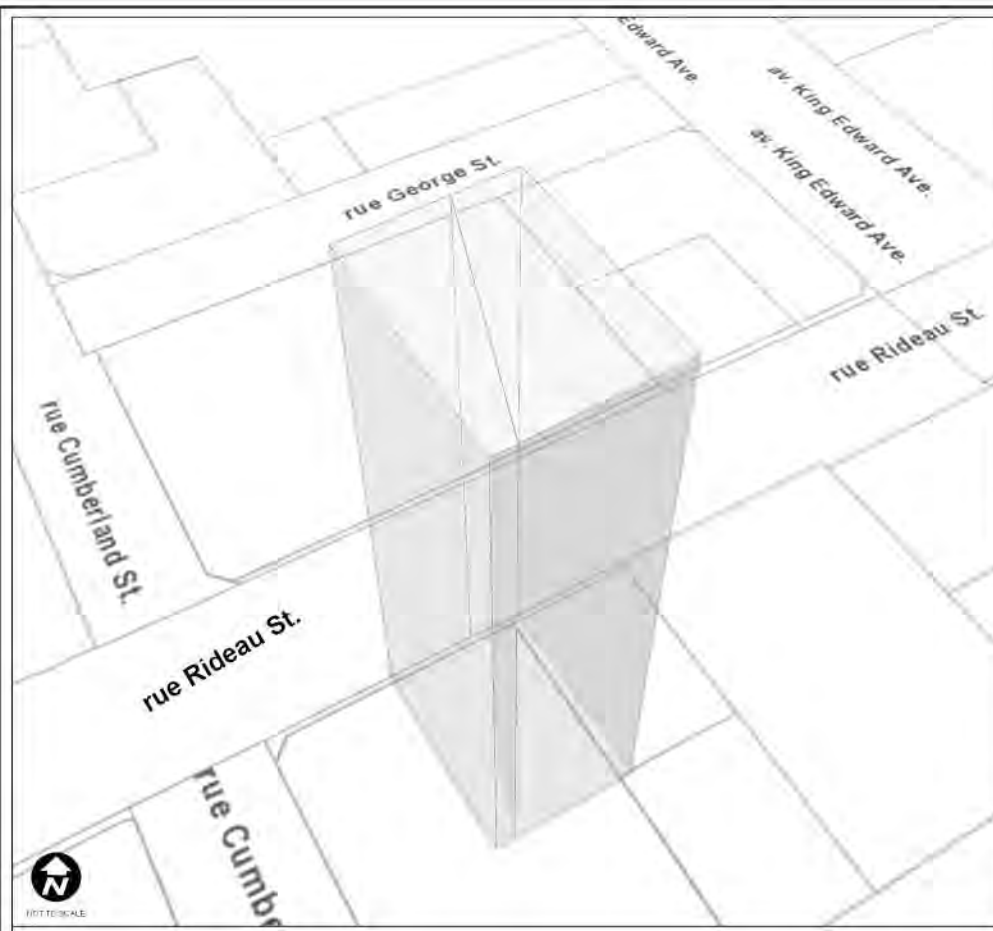 Edward Ave.
av. King Edward Ave.
av. King Edward Ave.
rue George St.
rue Rideau St.
rue Cumberland St.
rue Rideau St.
rue Cumbe
N
NOT TO SCALE